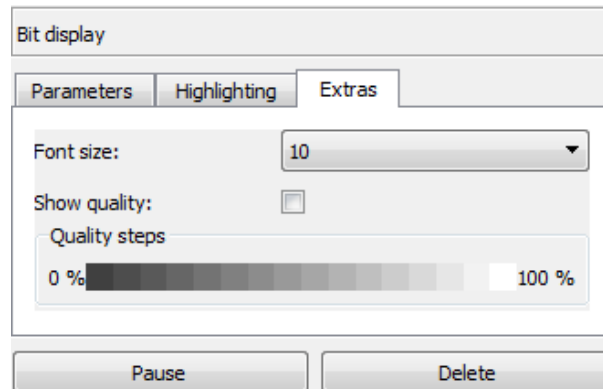 Bit display
Parameters Highlighting Extras
Font size: 10
Show quality:
Quality steps
0 % 100 %
Pause Delete